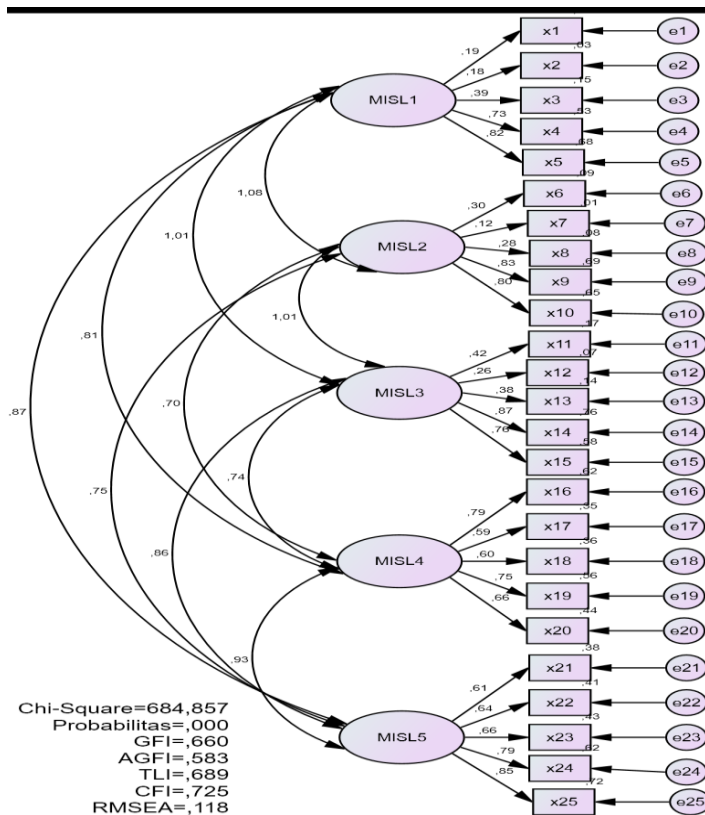 x1
e1
,19
,03
x2
e2
,18
,15
MISL1
,39
x3
e3
,53
,73
x4
e4
,68
,82
x5
e5
,09
x6
e6
1,08
,30
,01
x7
e7
,12
,08
1,01
MISL2
,28
x8
e8
,69
,83
x9
e9
,65
,80
x10
e10
,17
1,01
,42
x11
e11
,07
,81
,26
x12
e12
,14
MISL3
,38
x13
e13
,76
,87
,70
,87
x14
e14
,58
,76
x15
e15
,62
,74
x16
e16
,75
,79
,35
,59
x17
e17
,36
,86
MISL4
,60
x18
e18
,56
,75
x19
e19
,44
,66
x20
e20
,38
,93
,61
x21
e21
,41
,64
x22
e22
,43
MISL5
,66
x23
e23
,62
,79
x24
e24
,72
,85
x25
e25
Chi-Square=684,857
Probabilitas=,000
GFI=,660
AGFI=,583
TLI=,689
CFI=,725
RMSEA=,118